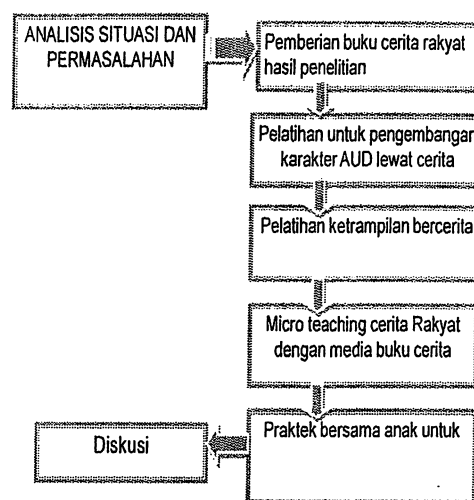 ANALISIS SITUASI DAN
PERMASALAHAN
Pemberian buku cerita rakyat
hasil penelitian
Pelatihan untuk pengembangan
karakter AUD lewat cerita
Pelatihan ketrampilan bercerita
Micro teaching cerita Rakyat
dengan media buku cerita
Praktek bersama anak untuk
Diskusi